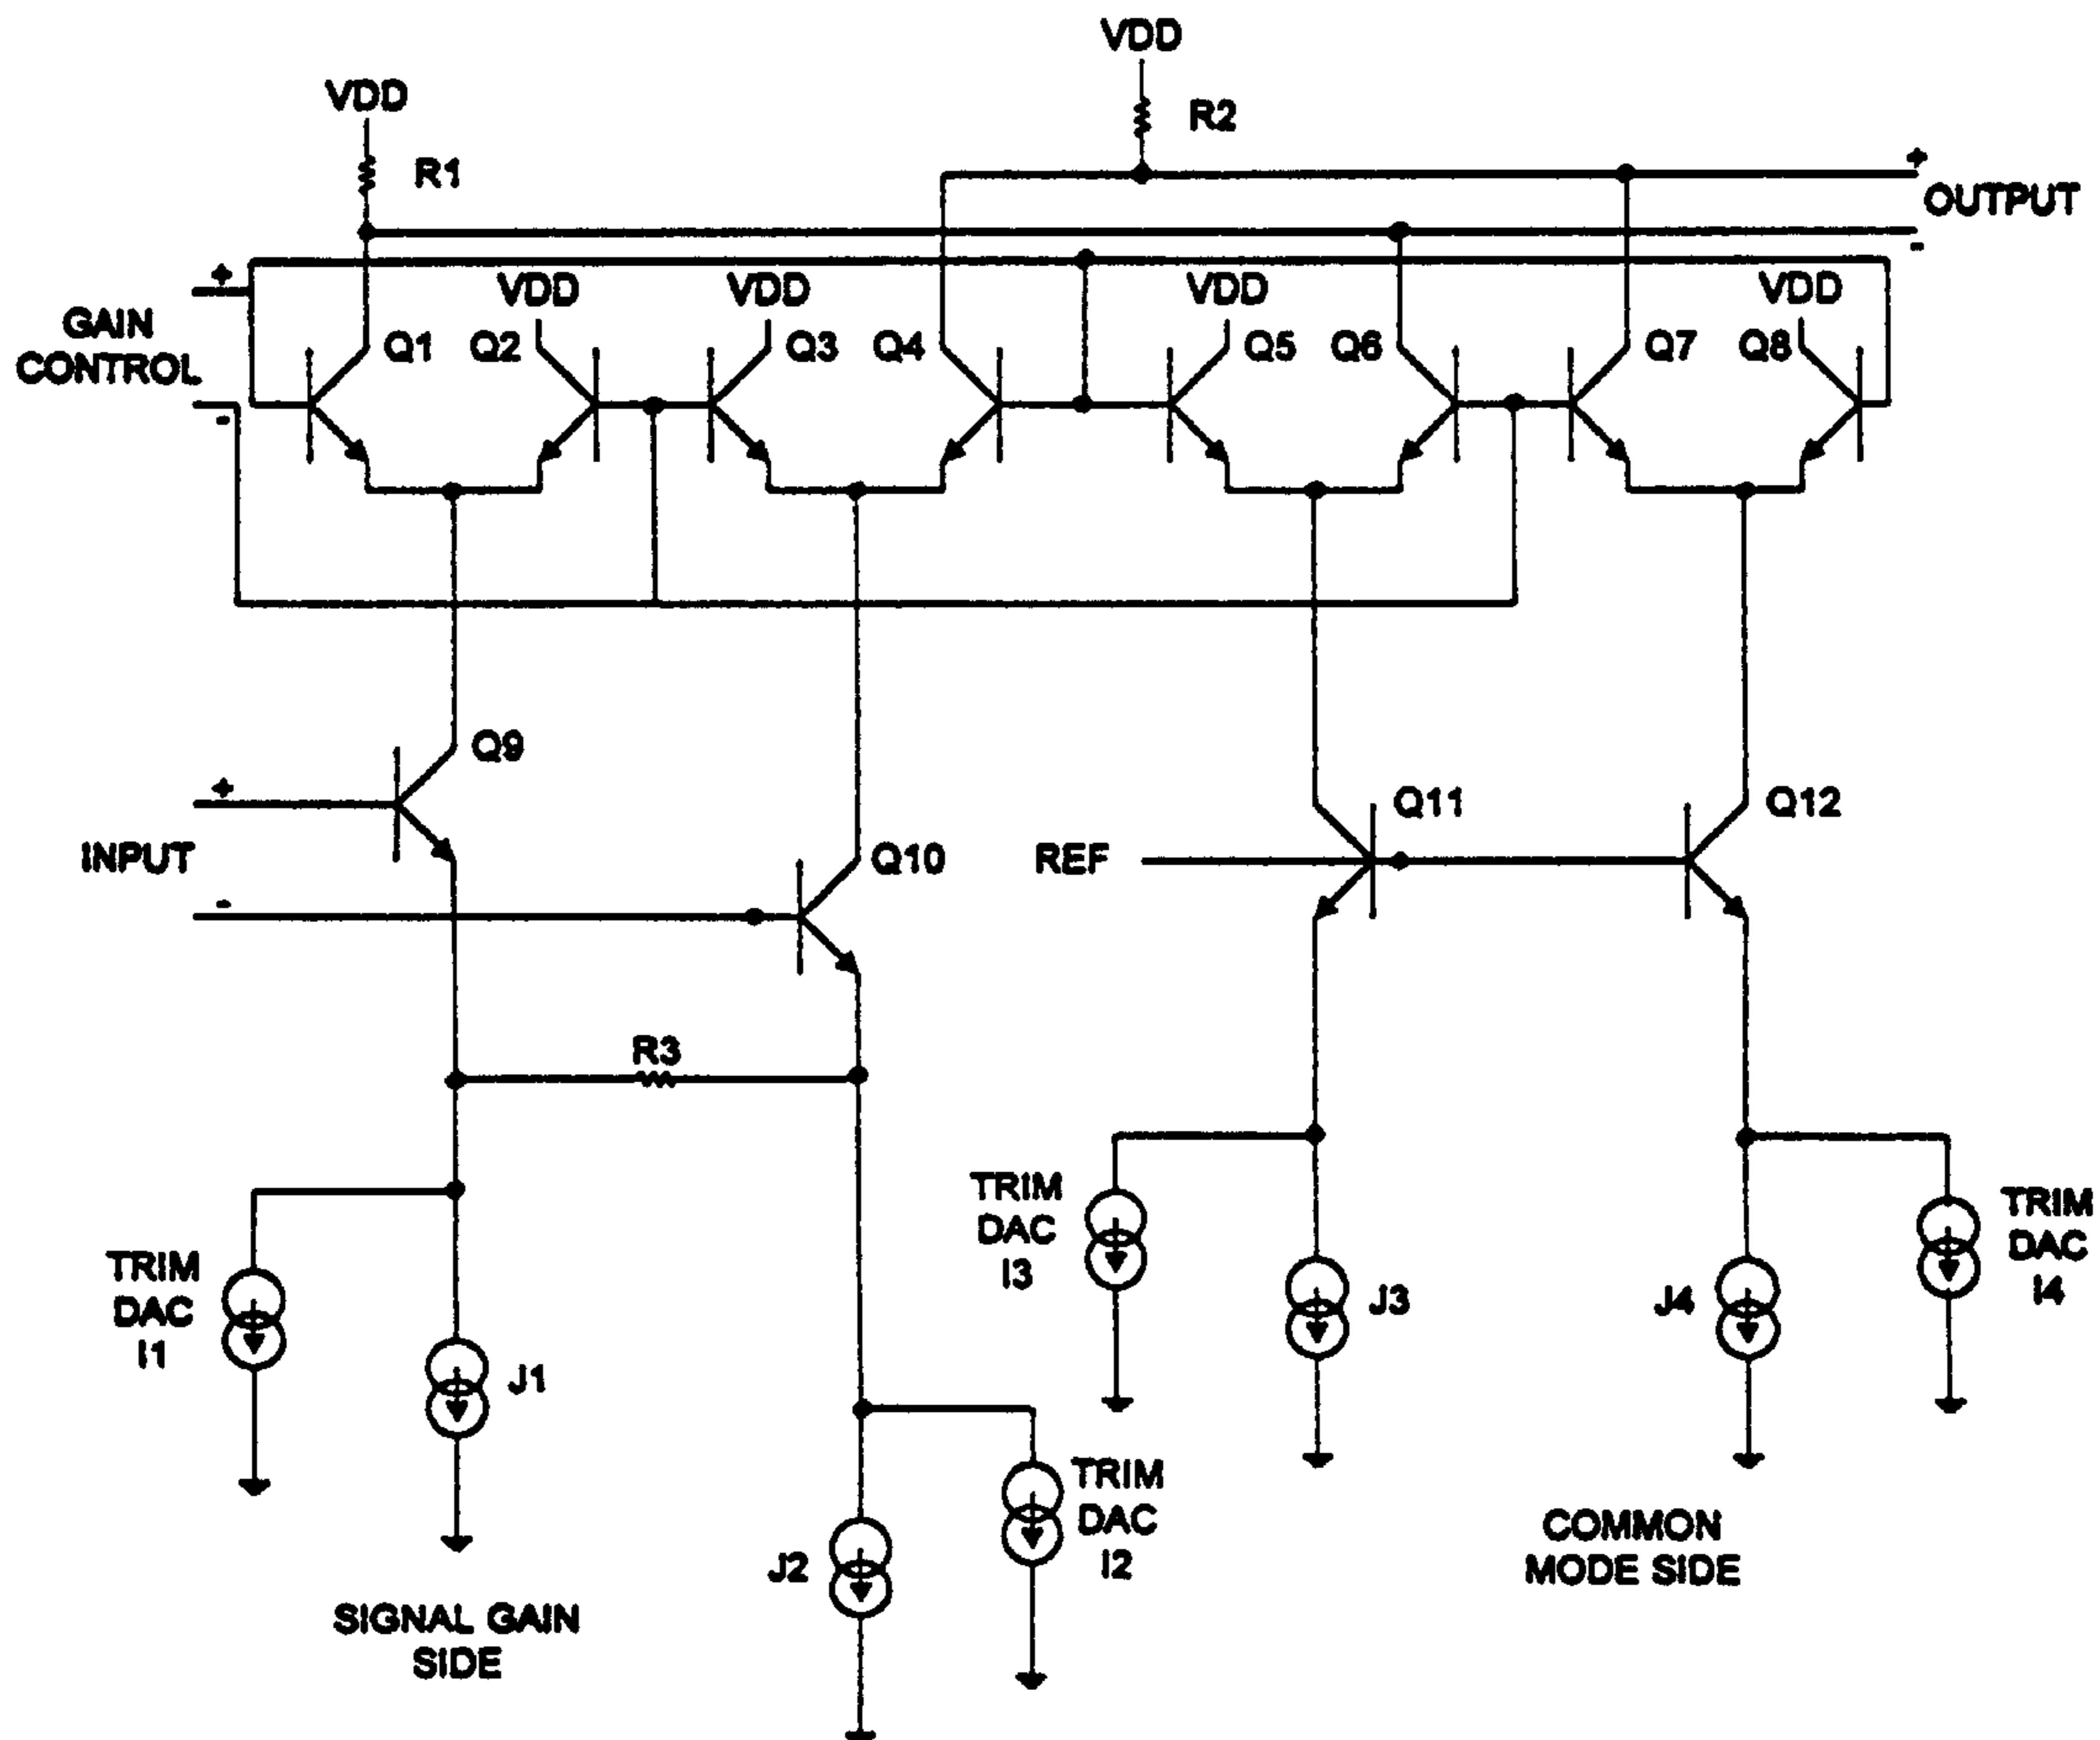 VDD
VDD
R2
R1
+
OUTPUT
-
+
GAIN
CONTROL
-
VDD
VDD
VDD
VDD
Q1
Q2
Q3
Q4
Q5
Q6
Q7
Q8
Q9
+
INPUT
-
Q10
REF
Q11
Q12
R3
TRIM
DAC
I1
J1
TRIM
DAC
I3
J3
J4
TRIM
DAC
I4
J2
TRIM
DAC
I2
SIGNAL GAIN
SIDE
COMMON
MODE SIDE